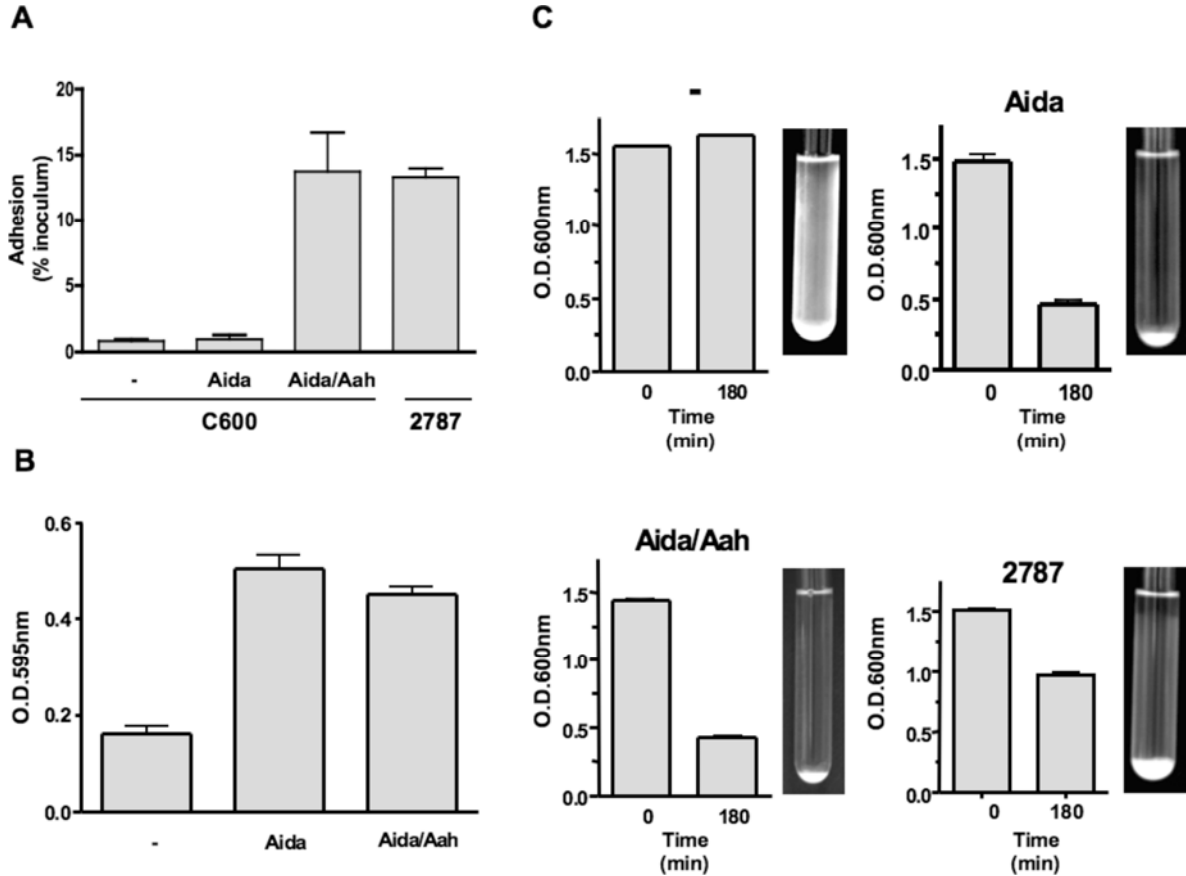 A
20
15
10
5
0
Adhesion
(% inoculum)
-
Aida
Aida/Aah
C600
2787
B
0.6
0.4
0.2
0.0
O.D.595nm
-
Aida
Aida/Aah
C
-
1.5
1.0
0.5
0.0
O.D.600nm
0
180
Time
(min)
Aida
1.5
1.0
0.5
0.0
O.D.600nm
0
180
Time
(min)
Aida/Aah
1.5
1.0
0.5
0.0
O.D.600nm
0
180
Time
(min)
2787
1.5
1.0
0.5
0.0
O.D.600nm
0
180
Time
(min)